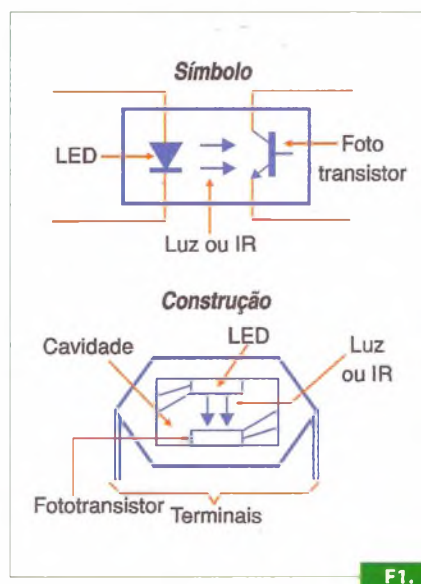 Símbolo
LED
Foto
transistor
Luz ou IR
Construção
LED
Cavidade
Luz
ou IR
Fototransistor
Terminais
F1.